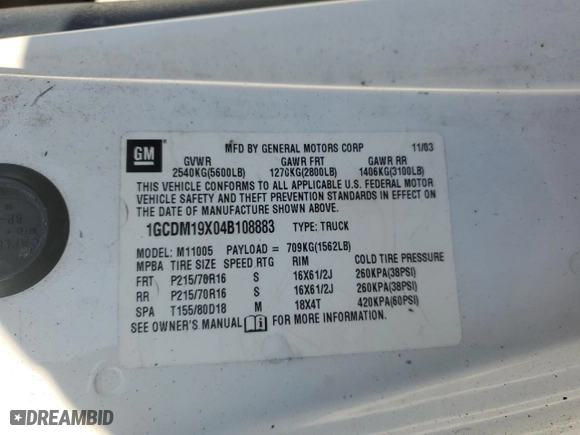 GM
MFD BY GENERAL MOTORS CORP 11/03
GVWR GAWR FRT GAWR RR
2540KG(5600LB) 1270KG(2800LB) 1406KG(3100LB)
THIS VEHICLE CONFORMS TO ALL APPLICABLE U.S. FEDERAL MOTOR
VEHICLE SAFETY AND THEFT PREVENTION STANDARDS IN EFFECT ON
THE DATE OF MANUFACTURE SHOWN ABOVE.
1GCDM19X04B108883 TYPE: TRUCK
MODEL: M11005 PAYLOAD = 709KG(1562LB)
MPBA TIRE SIZE SPEED RTG RIM COLD TIRE PRESSURE
FRT P215/70R16 S 16X61/2J 260KPA(38PSI)
RR P215/70R16 S 16X61/2J 260KPA(38PSI)
SPA T155/80D18 M 18X4T 420KPA(60PSI)
SEE OWNER'S MANUAL i FOR MORE INFORMATION.
DREAMBID